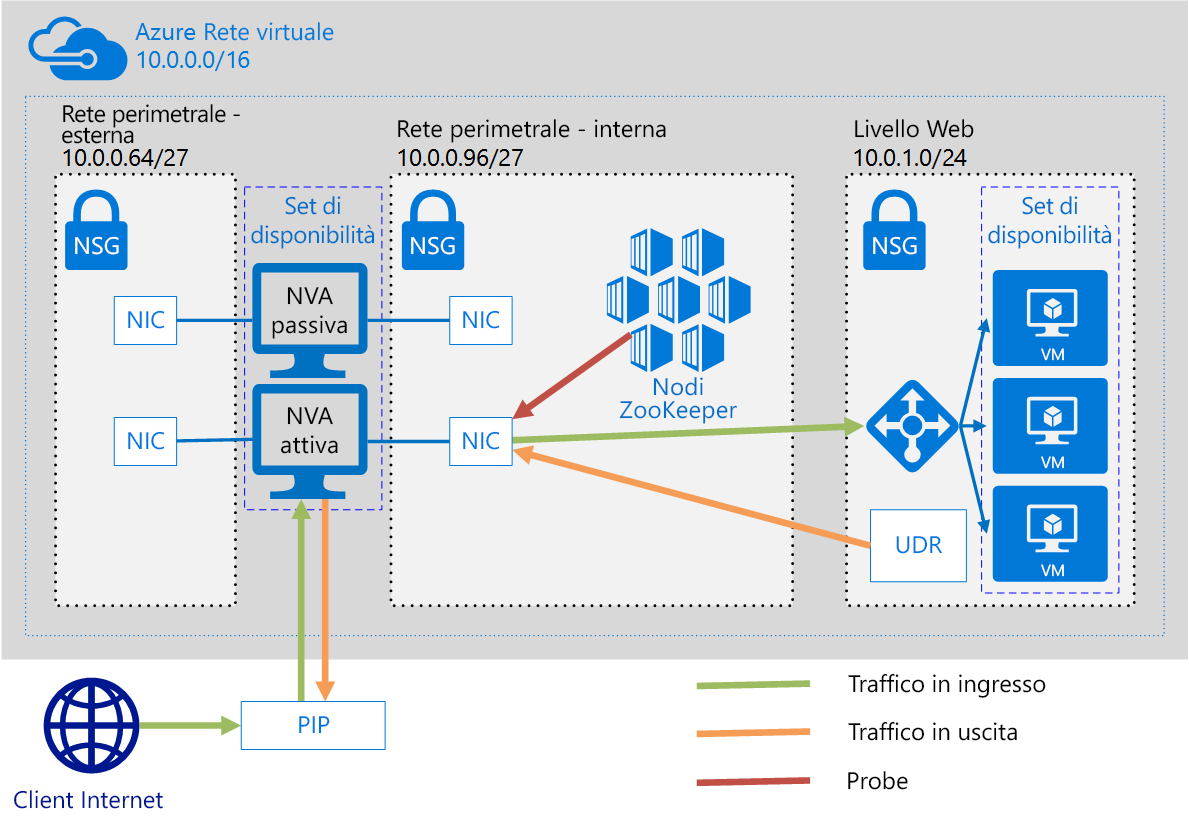 Azure Rete virtuale
10.0.0.0/16
Rete perimetrale -
esterna
10.0.0.64/27
Rete perimetrale - interna
10.0.0.96/27
Livello Web
10.0.1.0/24
NSG
Set di
disponibilità
NSG
NSG
Set di
disponibilità
NIC
NVA
passiva
NIC
VM
Nodi
ZooKeeper
NIC
NVA
attiva
NIC
VM
UDR
VM
PIP
Client Internet
Traffico in ingresso
Traffico in uscita
Probe